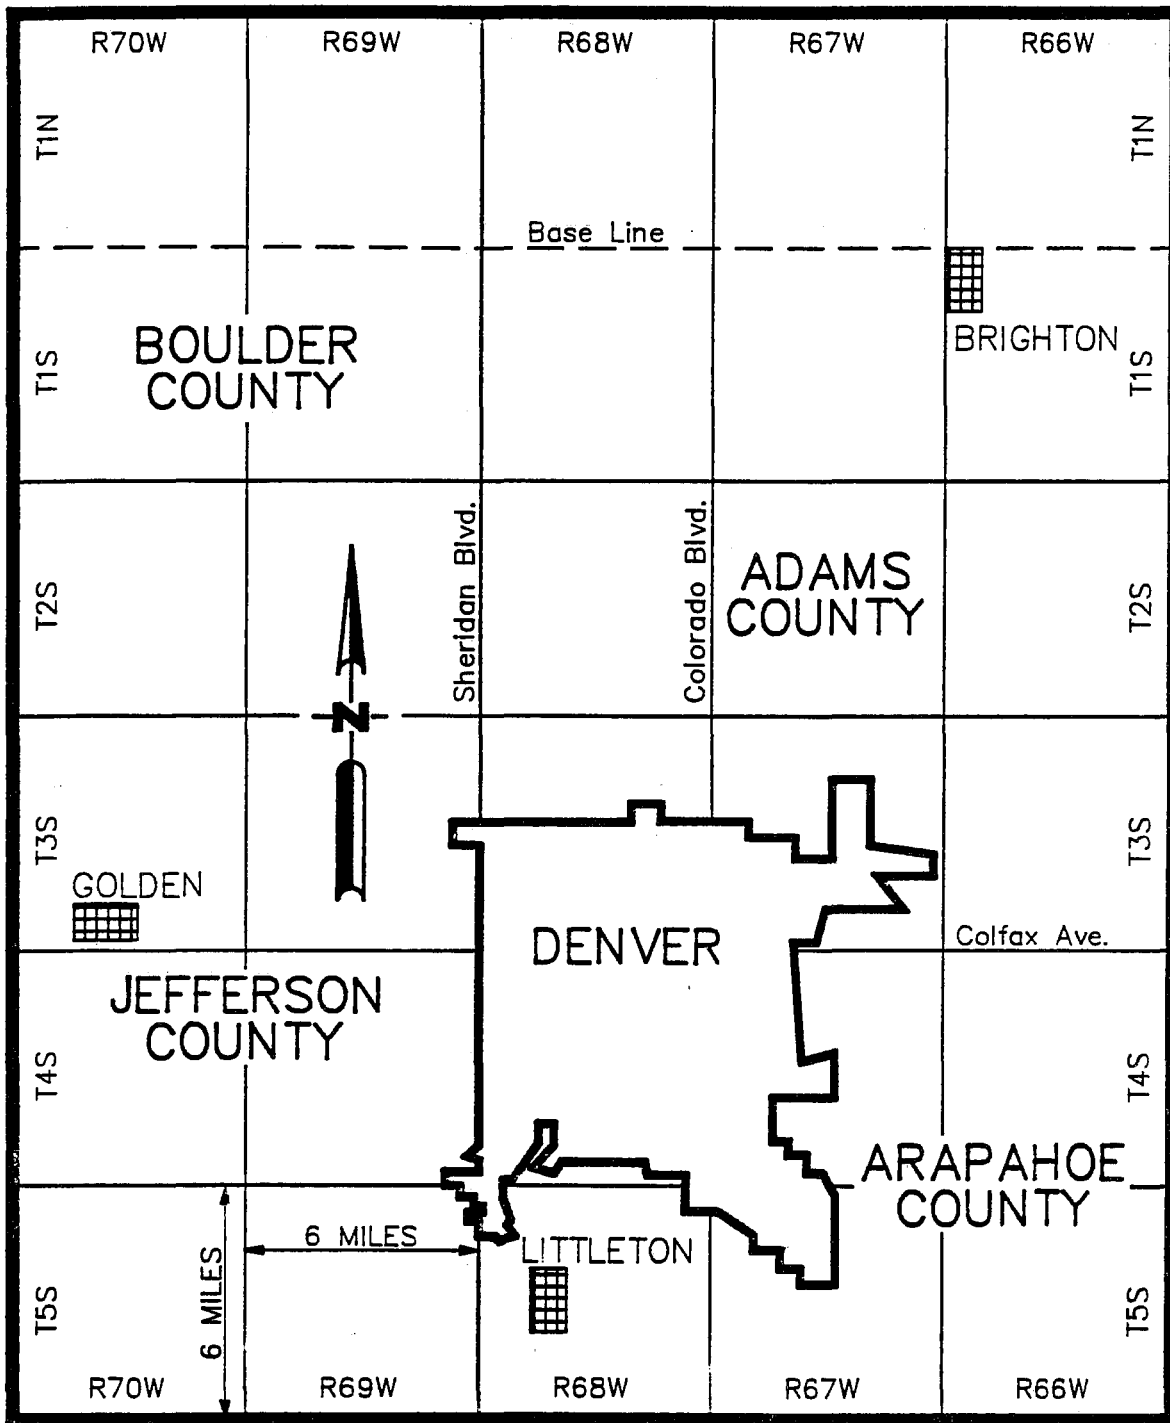 R70W R69W R68W R67W R66W
T1N T1N
Base Line
BRIGHTON
BOULDER
COUNTY
T1S T1S
Sheridan Blvd.
Colorado Blvd.
ADAMS
COUNTY
T2S T2S
N
T3S T3S
GOLDEN
DENVER
Colfax Ave.
JEFFERSON
COUNTY
T4S T4S
ARAPAHOE
COUNTY
6 MILES
LITTLETON
6 MILES
T5S T5S
R70W R69W R68W R67W R66W